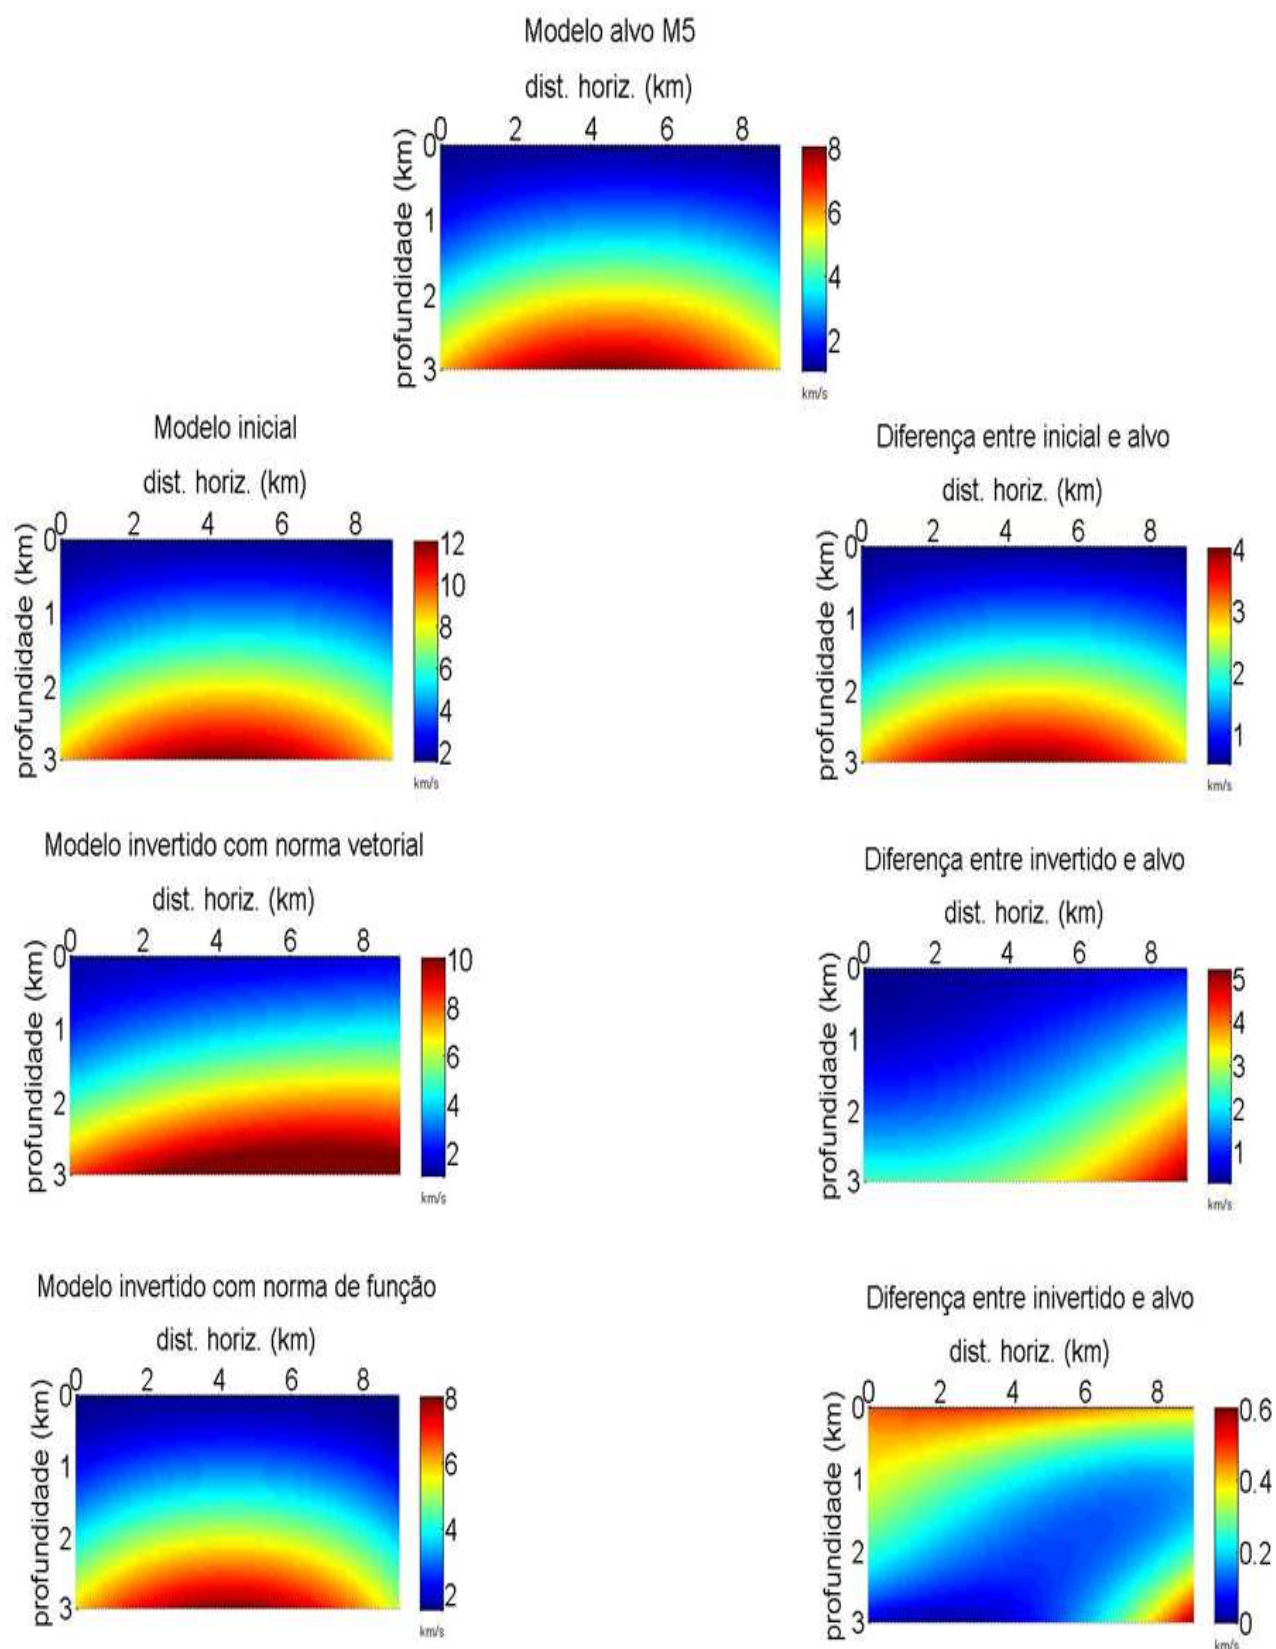 Modelo alvo M5
dist. horiz. (km)
0 2 4 6 8
profundidade (km)
0
1
2
3
8
6
4
2
km/s
Modelo inicial
dist. horiz. (km)
0 2 4 6 8
profundidade (km)
0
1
2
3
12
10
8
6
4
2
km/s
Diferença entre inicial e alvo
dist. horiz. (km)
0 2 4 6 8
profundidade (km)
0
1
2
3
4
3
2
1
km/s
Modelo invertido com norma vetorial
dist. horiz. (km)
0 2 4 6 8
profundidade (km)
0
1
2
3
10
8
6
4
2
km/s
Diferença entre invertido e alvo
dist. horiz. (km)
0 2 4 6 8
profundidade (km)
0
1
2
3
5
4
3
2
1
km/s
Modelo invertido com norma de função
dist. horiz. (km)
0 2 4 6 8
profundidade (km)
0
1
2
3
8
6
4
2
km/s
Diferença entre inivertido e alvo
dist. horiz. (km)
0 2 4 6 8
profundidade (km)
0
1
2
3
0.6
0.4
0.2
0
km/s